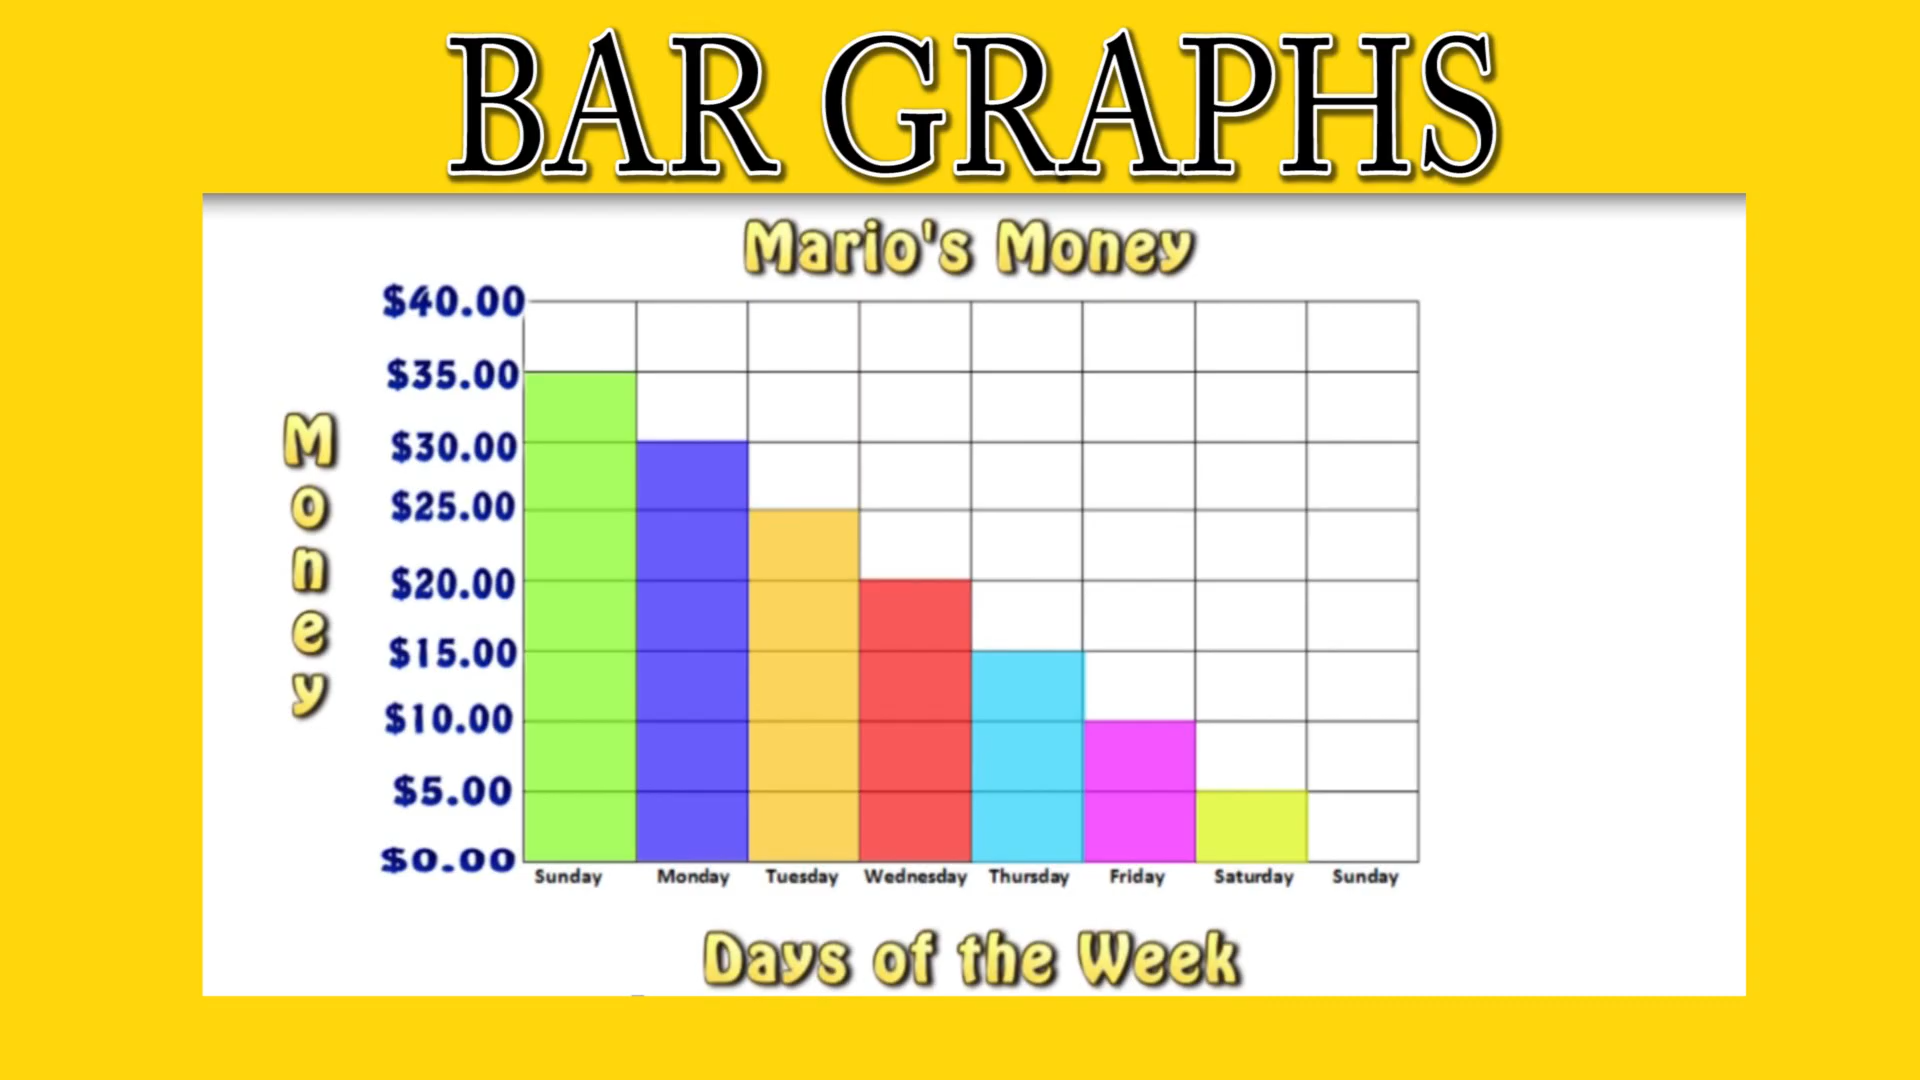 BAR GRAPHS
Mario's Money
$40.00
$35.00
$30.00
$25.00
$20.00
$15.00
$10.00
$5.00
$0.00
Money
Sunday Monday Tuesday Wednesday Thursday Friday Saturday Sunday
Days of the Week